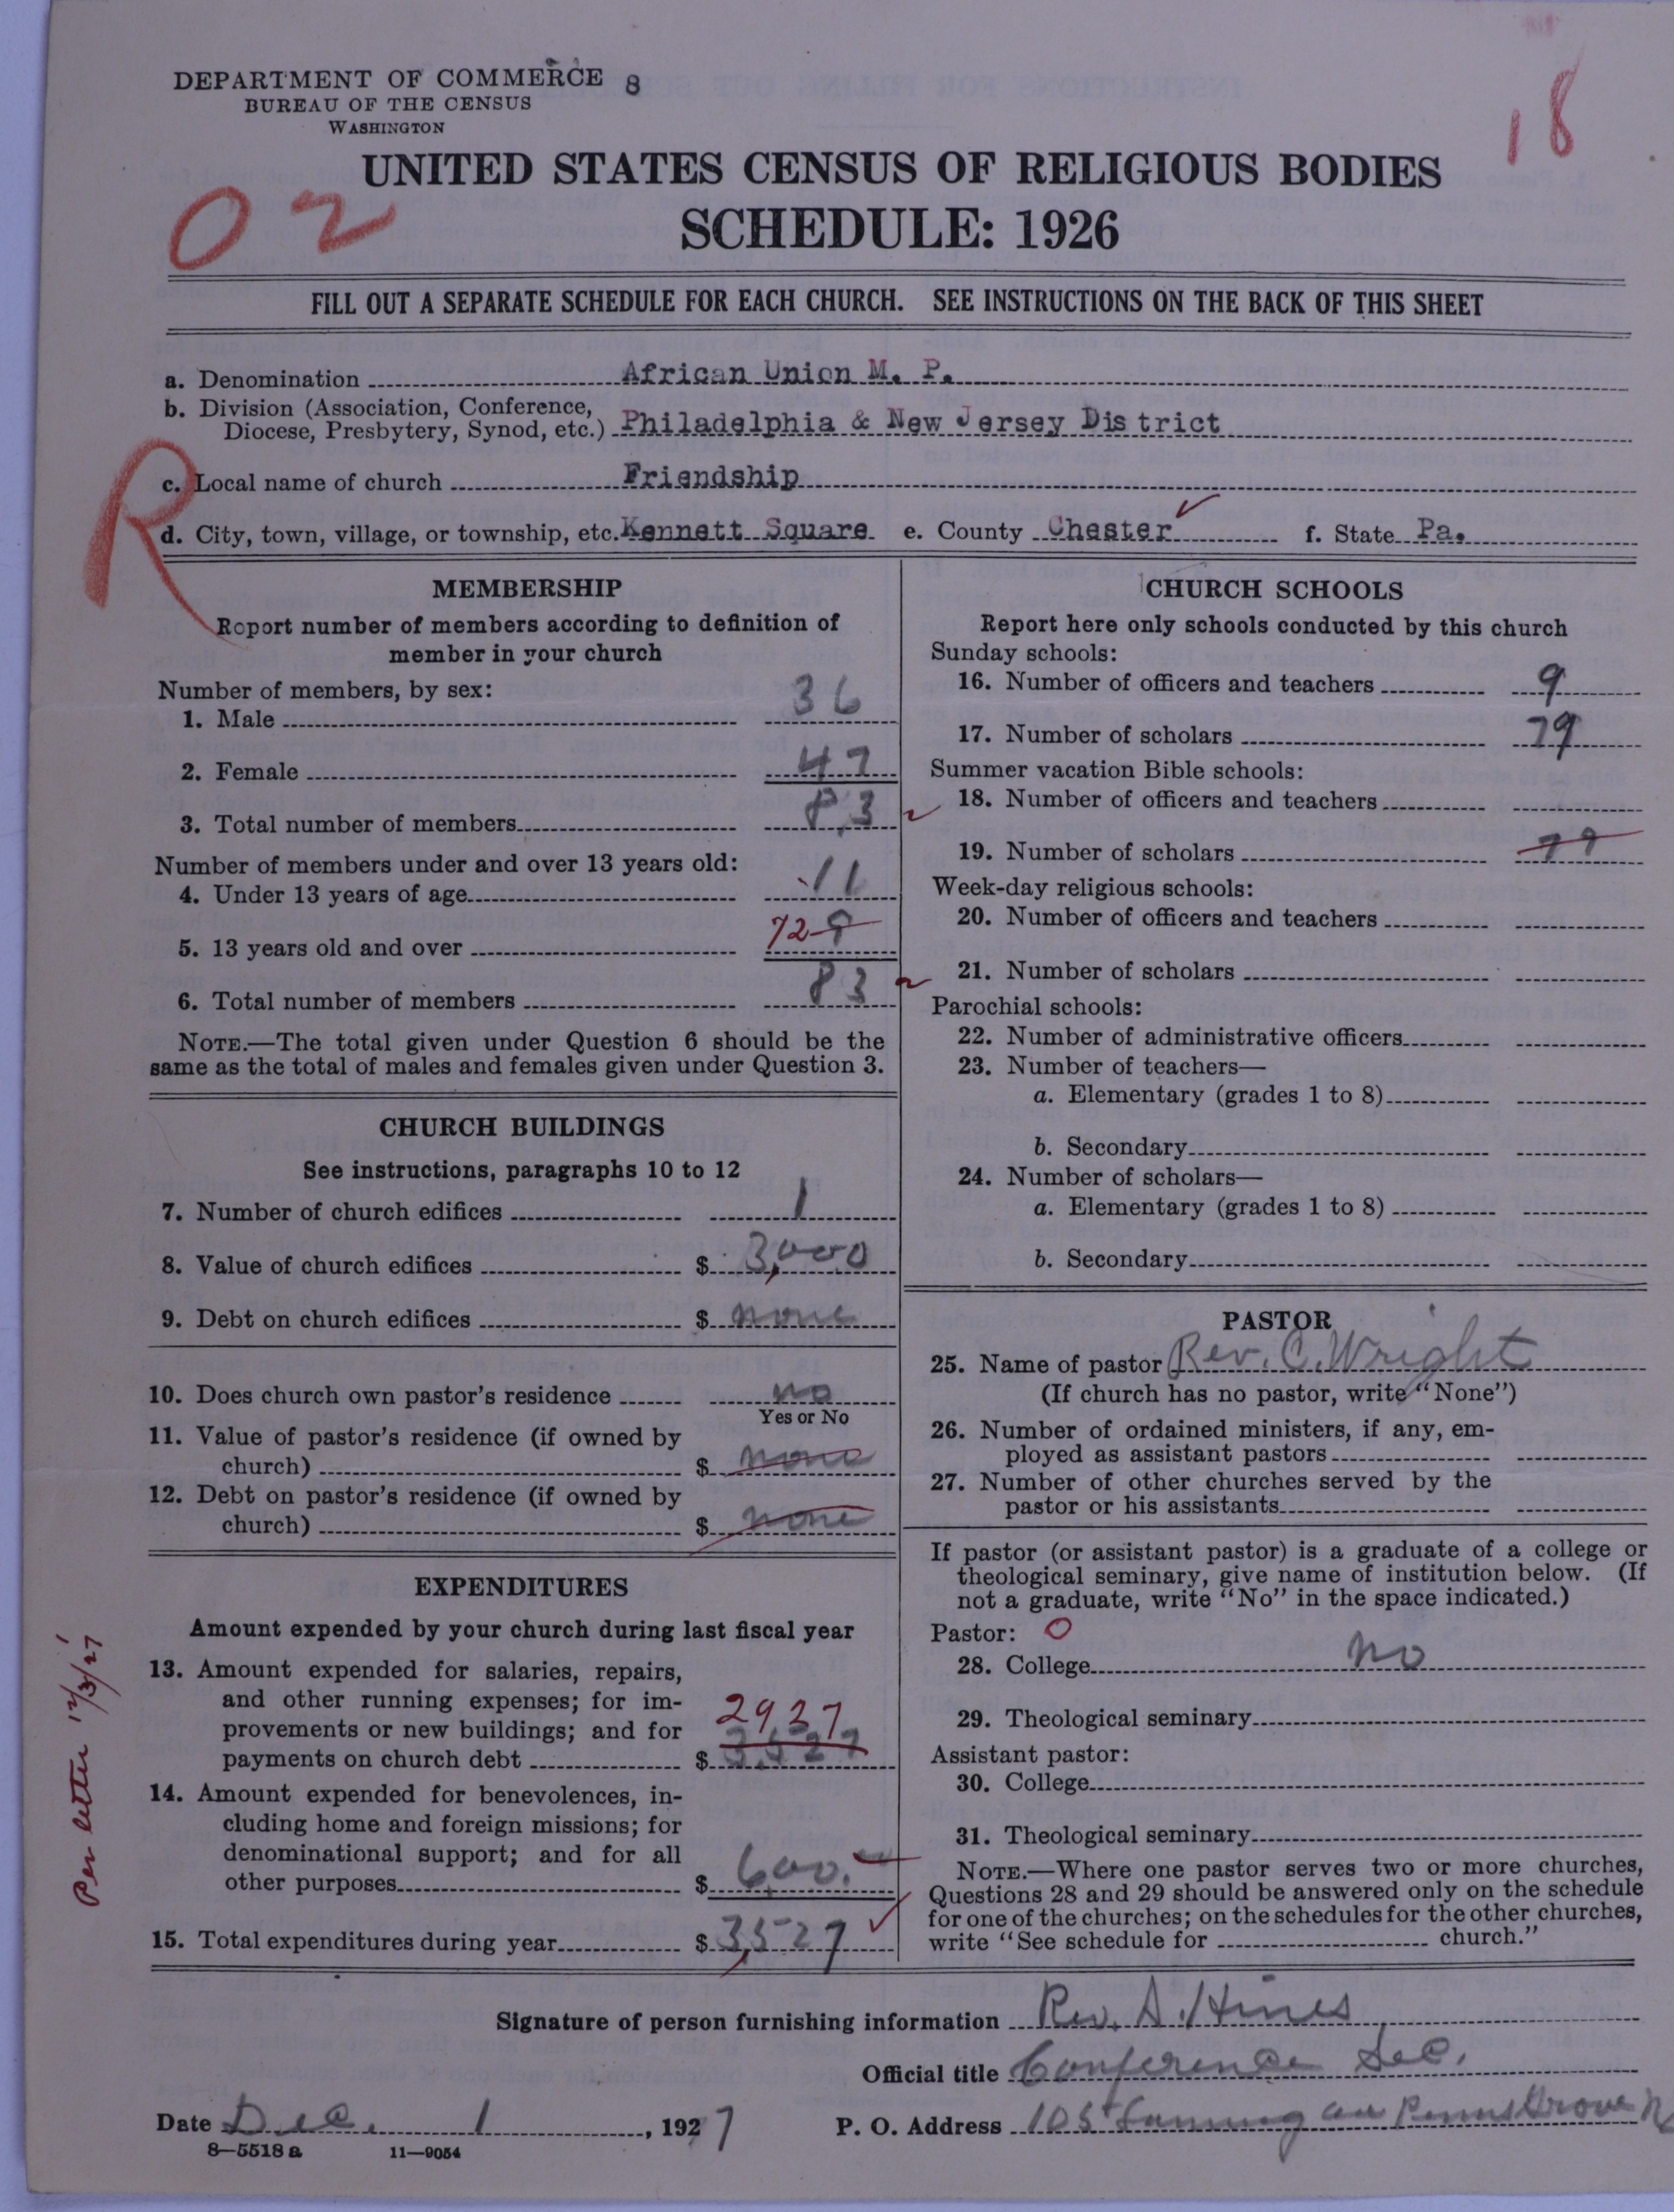 DEPARTMENT OF COMMERCE 8
BUREAU OF THE CENSUS
WASHINGTON
18
UNITED STATES CENSUS OF RELIGIOUS BODIES
02
SCHEDULE: 1926
FILL OUT A SEPARATE SCHEDULE FOR EACH CHURCH. SEE INSTRUCTIONS ON THE BACK OF THIS SHEET
a. Denomination African Union M. P.
b. Division (Association, Conference,
Diocese, Presbytery, Synod, etc.) Philadelphia & New Jersey District
R
c. Local name of church Friendship
d. City, town, village, or township, etc. Kennett Square e. County Chester f. State Pa.
MEMBERSHIP
Report number of members according to definition of
member in your church
Number of members, by sex:
1. Male 36
2. Female 47
3. Total number of members 83
Number of members under and over 13 years old:
4. Under 13 years of age 11
5. 13 years old and over 72 9
6. Total number of members 83
NOTE.—The total given under Question 6 should be the
same as the total of males and females given under Question 3.
CHURCH BUILDINGS
See instructions, paragraphs 10 to 12
7. Number of church edifices 1
8. Value of church edifices $ 3,000
9. Debt on church edifices $ none
10. Does church own pastor's residence no
Yes or No
11. Value of pastor's residence (if owned by
church) $ none
12. Debt on pastor's residence (if owned by
church) $ none
EXPENDITURES
Amount expended by your church during last fiscal year
13. Amount expended for salaries, repairs,
and other running expenses; for im-
provements or new buildings; and for
2927
payments on church debt $ 3,527
14. Amount expended for benevolences, in-
cluding home and foreign missions; for
denominational support; and for all
other purposes $ 600.
15. Total expenditures during year $ 3,527
Per letter 12/31/27
CHURCH SCHOOLS
Report here only schools conducted by this church
Sunday schools:
16. Number of officers and teachers 9
17. Number of scholars 79
Summer vacation Bible schools:
18. Number of officers and teachers
19. Number of scholars 79
Week-day religious schools:
20. Number of officers and teachers
21. Number of scholars
Parochial schools:
22. Number of administrative officers
23. Number of teachers—
a. Elementary (grades 1 to 8)
b. Secondary
24. Number of scholars—
a. Elementary (grades 1 to 8)
b. Secondary
PASTOR
25. Name of pastor Rev. C. Wright
(If church has no pastor, write "None")
26. Number of ordained ministers, if any, em-
ployed as assistant pastors
27. Number of other churches served by the
pastor or his assistants
If pastor (or assistant pastor) is a graduate of a college or
theological seminary, give name of institution below. (If
not a graduate, write "No" in the space indicated.)
Pastor: O
28. College no
29. Theological seminary
Assistant pastor:
30. College
31. Theological seminary
NOTE.—Where one pastor serves two or more churches,
Questions 28 and 29 should be answered only on the schedule
for one of the churches; on the schedules for the other churches,
write "See schedule for church."
Signature of person furnishing information Rev. A. Hines
Official title Conference Sec.
Date Dec. 1, 1927 P. O. Address 105 Penns Grove
8—5518 a 11—9054